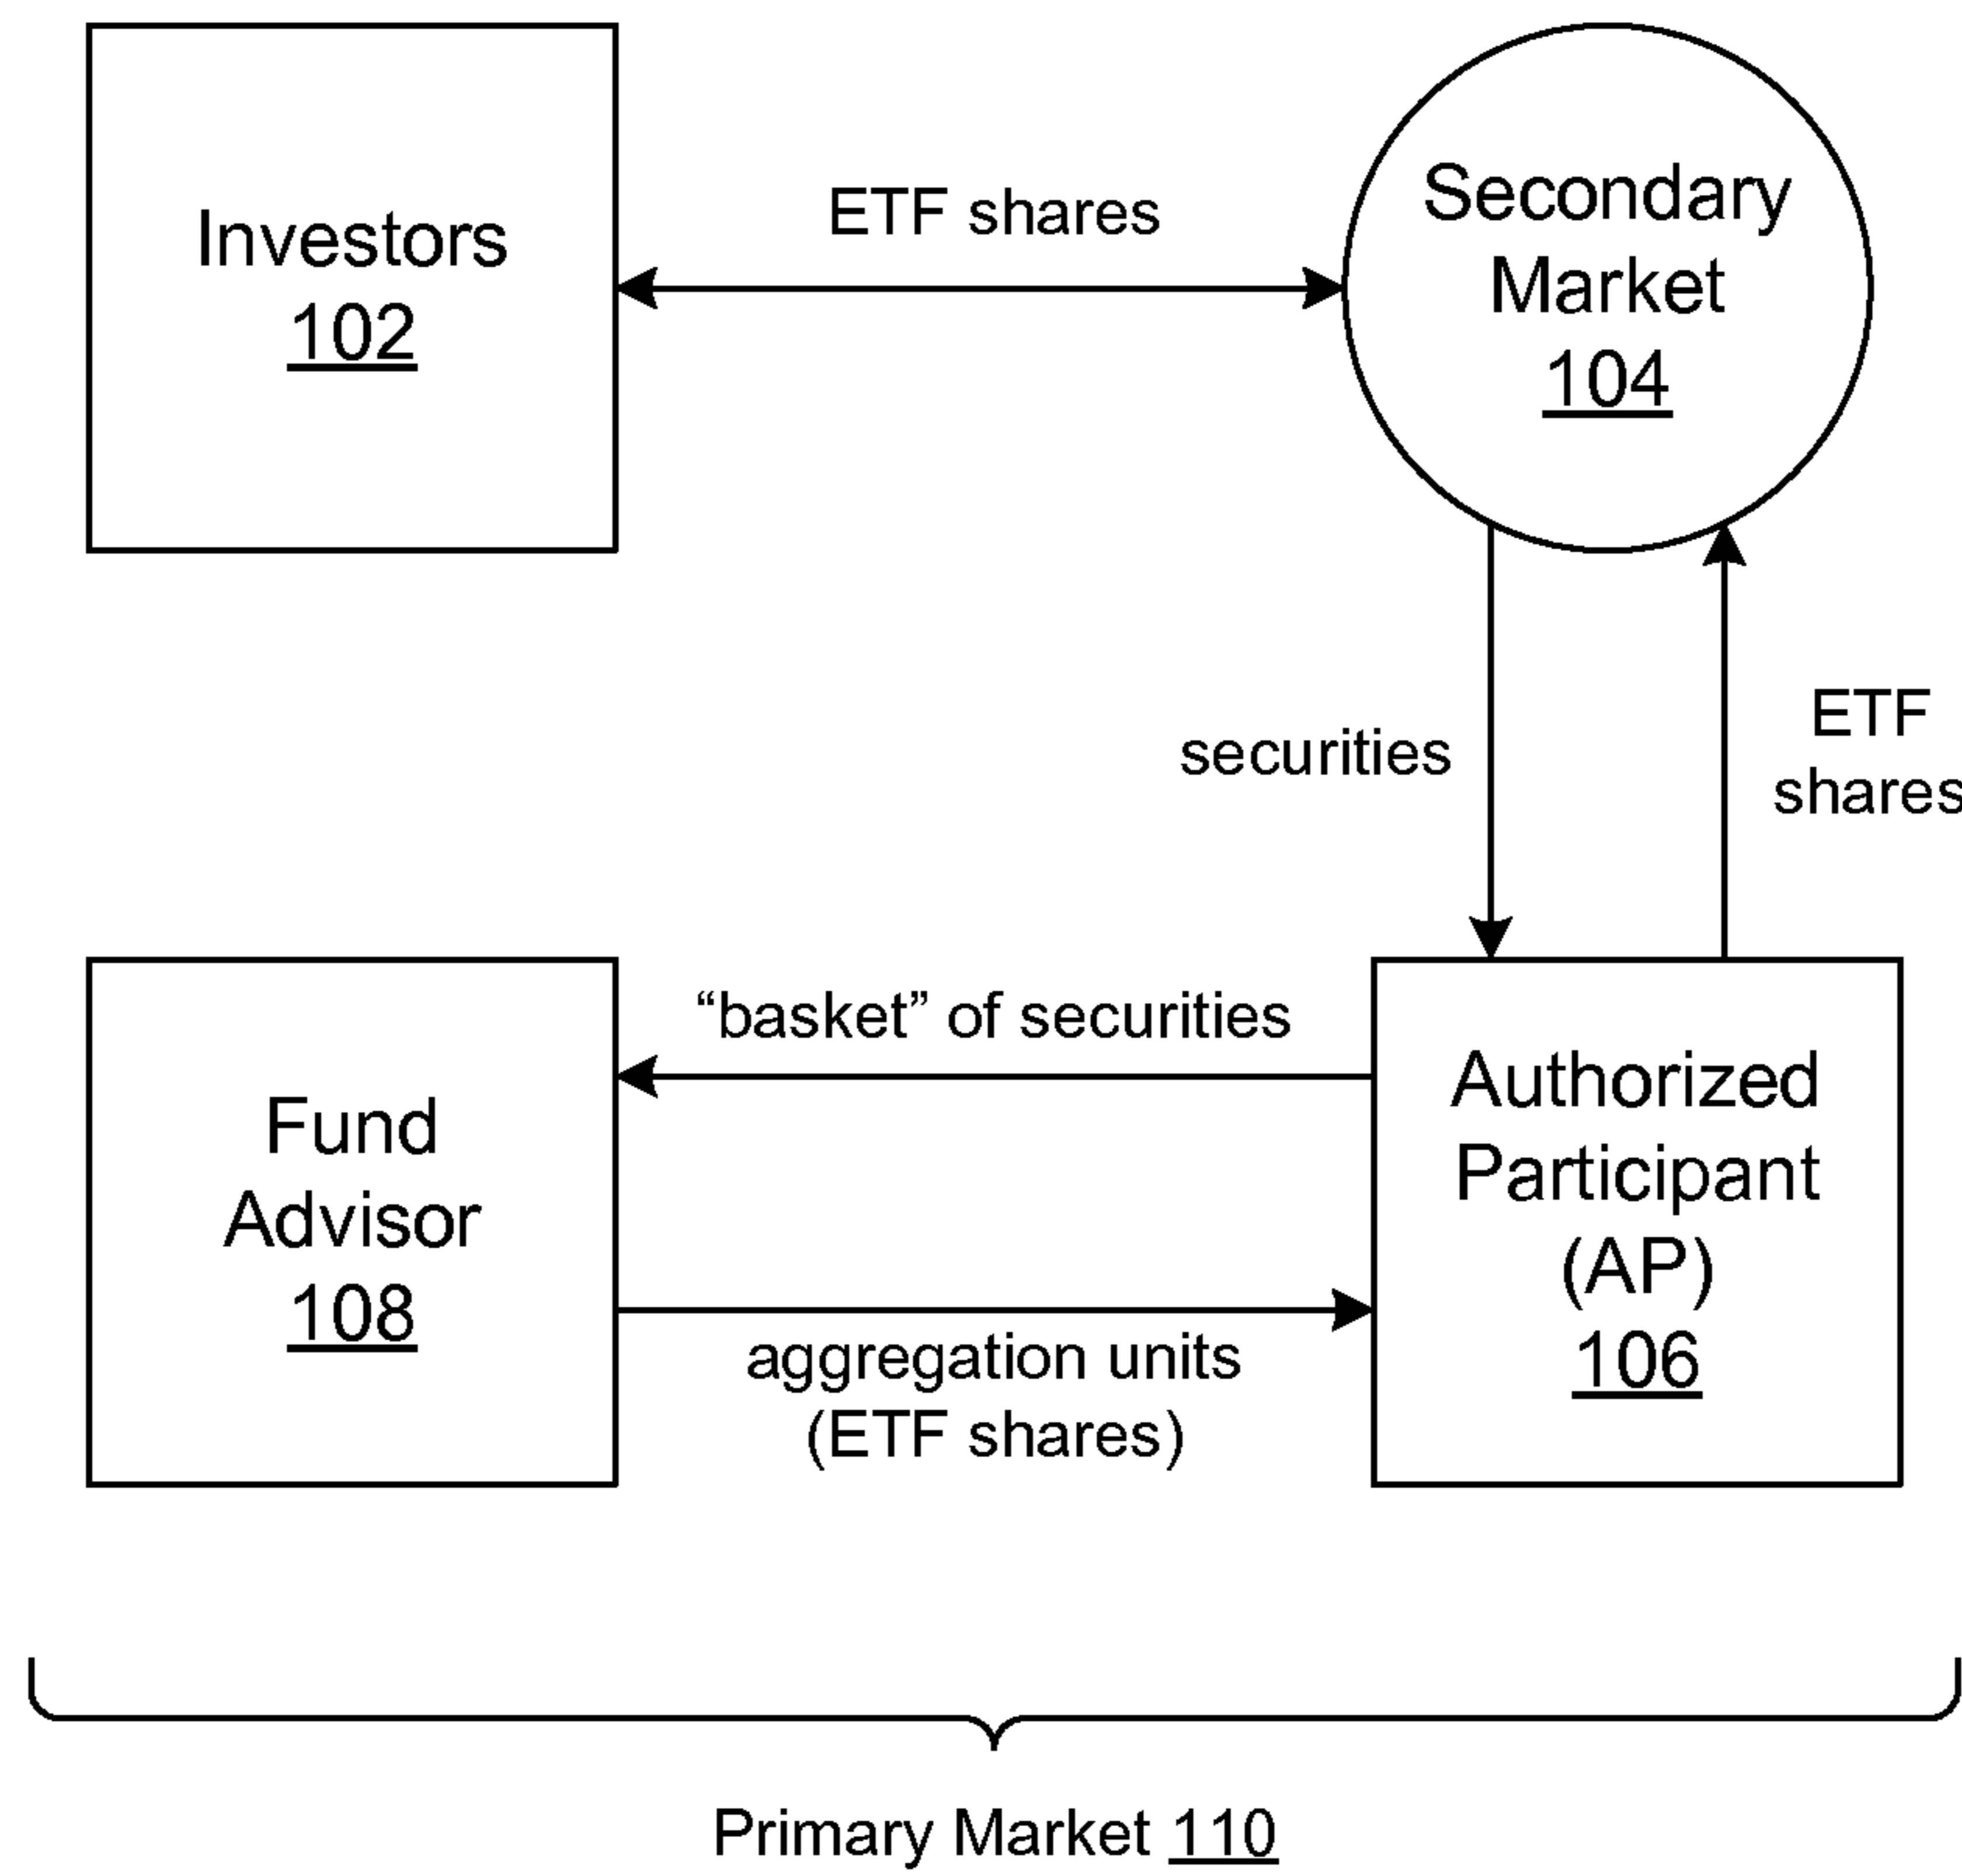 Investors
102
ETF shares
Secondary
Market
104
securities
ETF
shares
Fund
Advisor
108
“basket” of securities
aggregation units
(ETF shares)
Authorized
Participant
(AP)
106
Primary Market 110